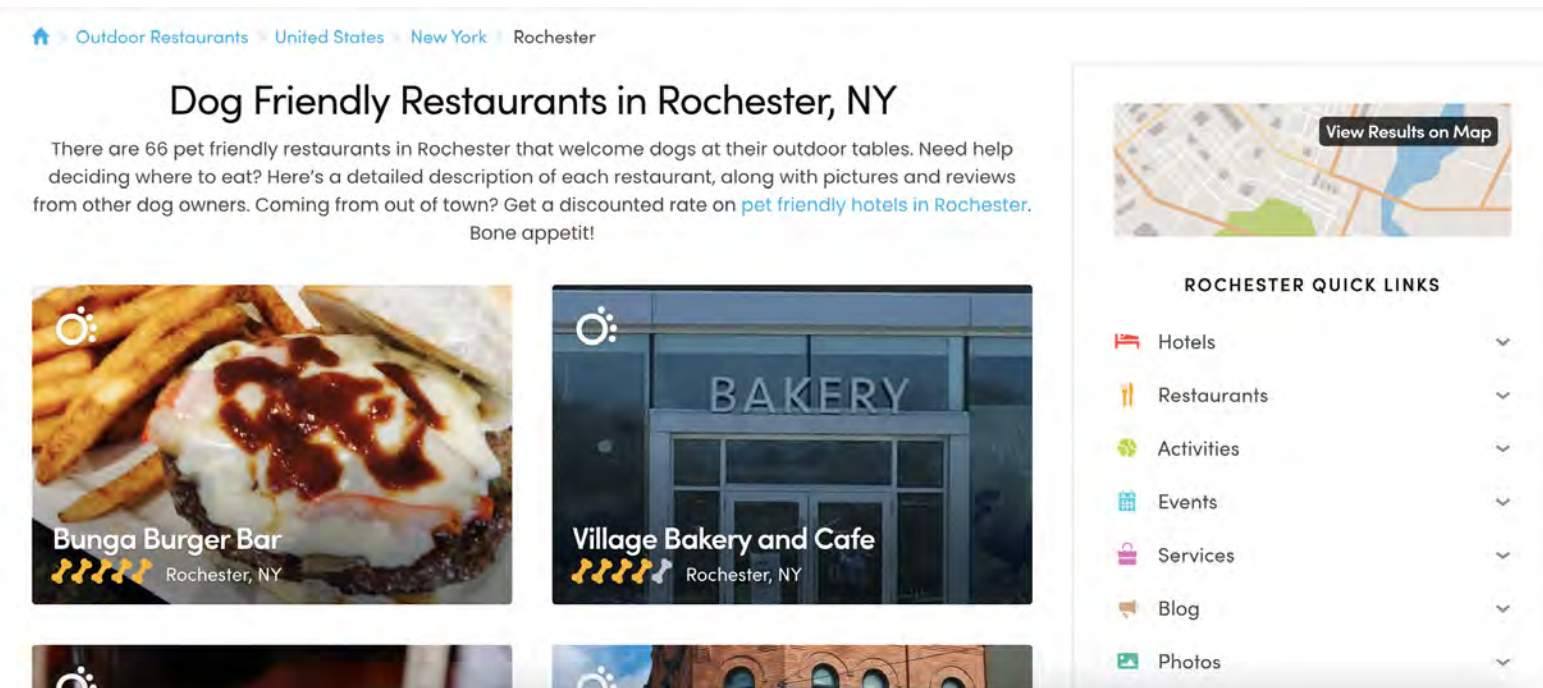 Outdoor Restaurants United States New York Rochester
Dog Friendly Restaurants in Rochester, NY
There are 66 pet friendly restaurants in Rochester that welcome dogs at their outdoor tables. Need help
deciding where to eat? Here's a detailed description of each restaurant, along with pictures and reviews
from other dog owners. Coming from out of town? Get a discounted rate on pet friendly hotels in Rochester.
Bone appetit!
BAKERY
Bunga Burger Bar
Rochester, NY
Village Bakery and Cafe
Rochester, NY
View Results on Map
ROCHESTER QUICK LINKS
Hotels
Restaurants
Activities
Events
Services
Blog
Photos